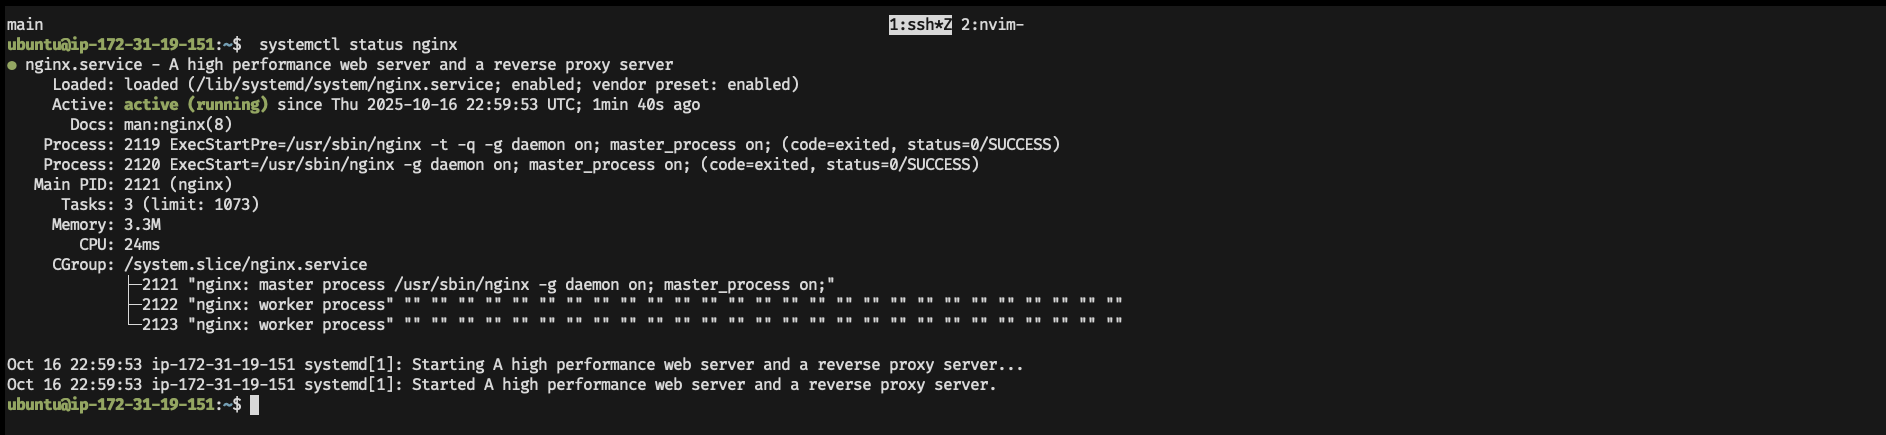 main 1:ssh*Z 2:nvim-
ubuntu@ip-172-31-19-151:~$  systemctl status nginx
● nginx.service - A high performance web server and a reverse proxy server
     Loaded: loaded (/lib/systemd/system/nginx.service; enabled; vendor preset: enabled)
     Active: active (running) since Thu 2025-10-16 22:59:53 UTC; 1min 40s ago
       Docs: man:nginx(8)
    Process: 2119 ExecStartPre=/usr/sbin/nginx -t -q -g daemon on; master_process on; (code=exited, status=0/SUCCESS)
    Process: 2120 ExecStart=/usr/sbin/nginx -g daemon on; master_process on; (code=exited, status=0/SUCCESS)
   Main PID: 2121 (nginx)
      Tasks: 3 (limit: 1073)
     Memory: 3.3M
        CPU: 24ms
     CGroup: /system.slice/nginx.service
             ├─2121 "nginx: master process /usr/sbin/nginx -g daemon on; master_process on;"
             ├─2122 "nginx: worker process" "" "" "" "" "" "" "" "" "" "" "" "" "" "" "" "" "" "" "" "" "" "" "" "" "" "" ""
             └─2123 "nginx: worker process" "" "" "" "" "" "" "" "" "" "" "" "" "" "" "" "" "" "" "" "" "" "" "" "" "" "" ""

Oct 16 22:59:53 ip-172-31-19-151 systemd[1]: Starting A high performance web server and a reverse proxy server...
Oct 16 22:59:53 ip-172-31-19-151 systemd[1]: Started A high performance web server and a reverse proxy server.
ubuntu@ip-172-31-19-151:~$